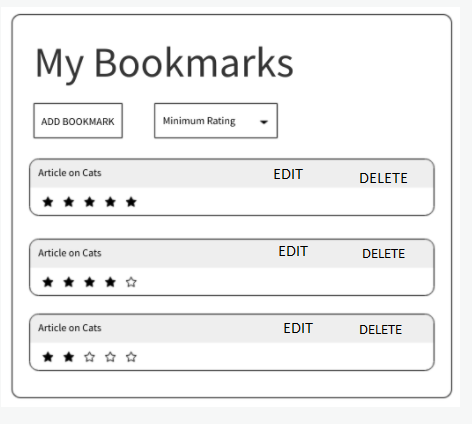 My Bookmarks
ADD BOOKMARK Minimum Rating
Article on Cats EDIT DELETE
Article on Cats EDIT DELETE
Article on Cats EDIT DELETE